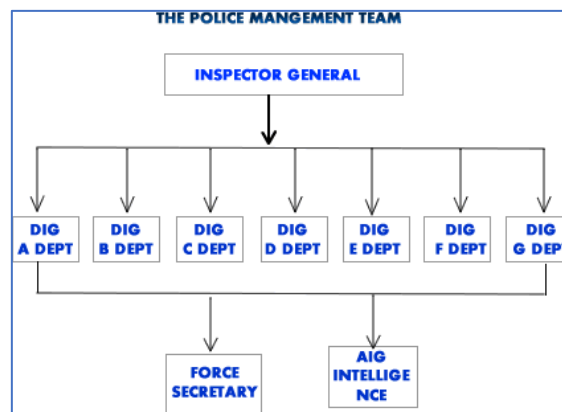 THE POLICE MANGEMENT TEAM
INSPECTOR GENERAL
DIG
A DEPT
DIG
B DEPT
DIG
C DEPT
DIG
D DEPT
DIG
E DEPT
DIG
F DEPT
DIG
G DEPT
FORCE
SECRETARY
AIG
INTELLIGE
NCE